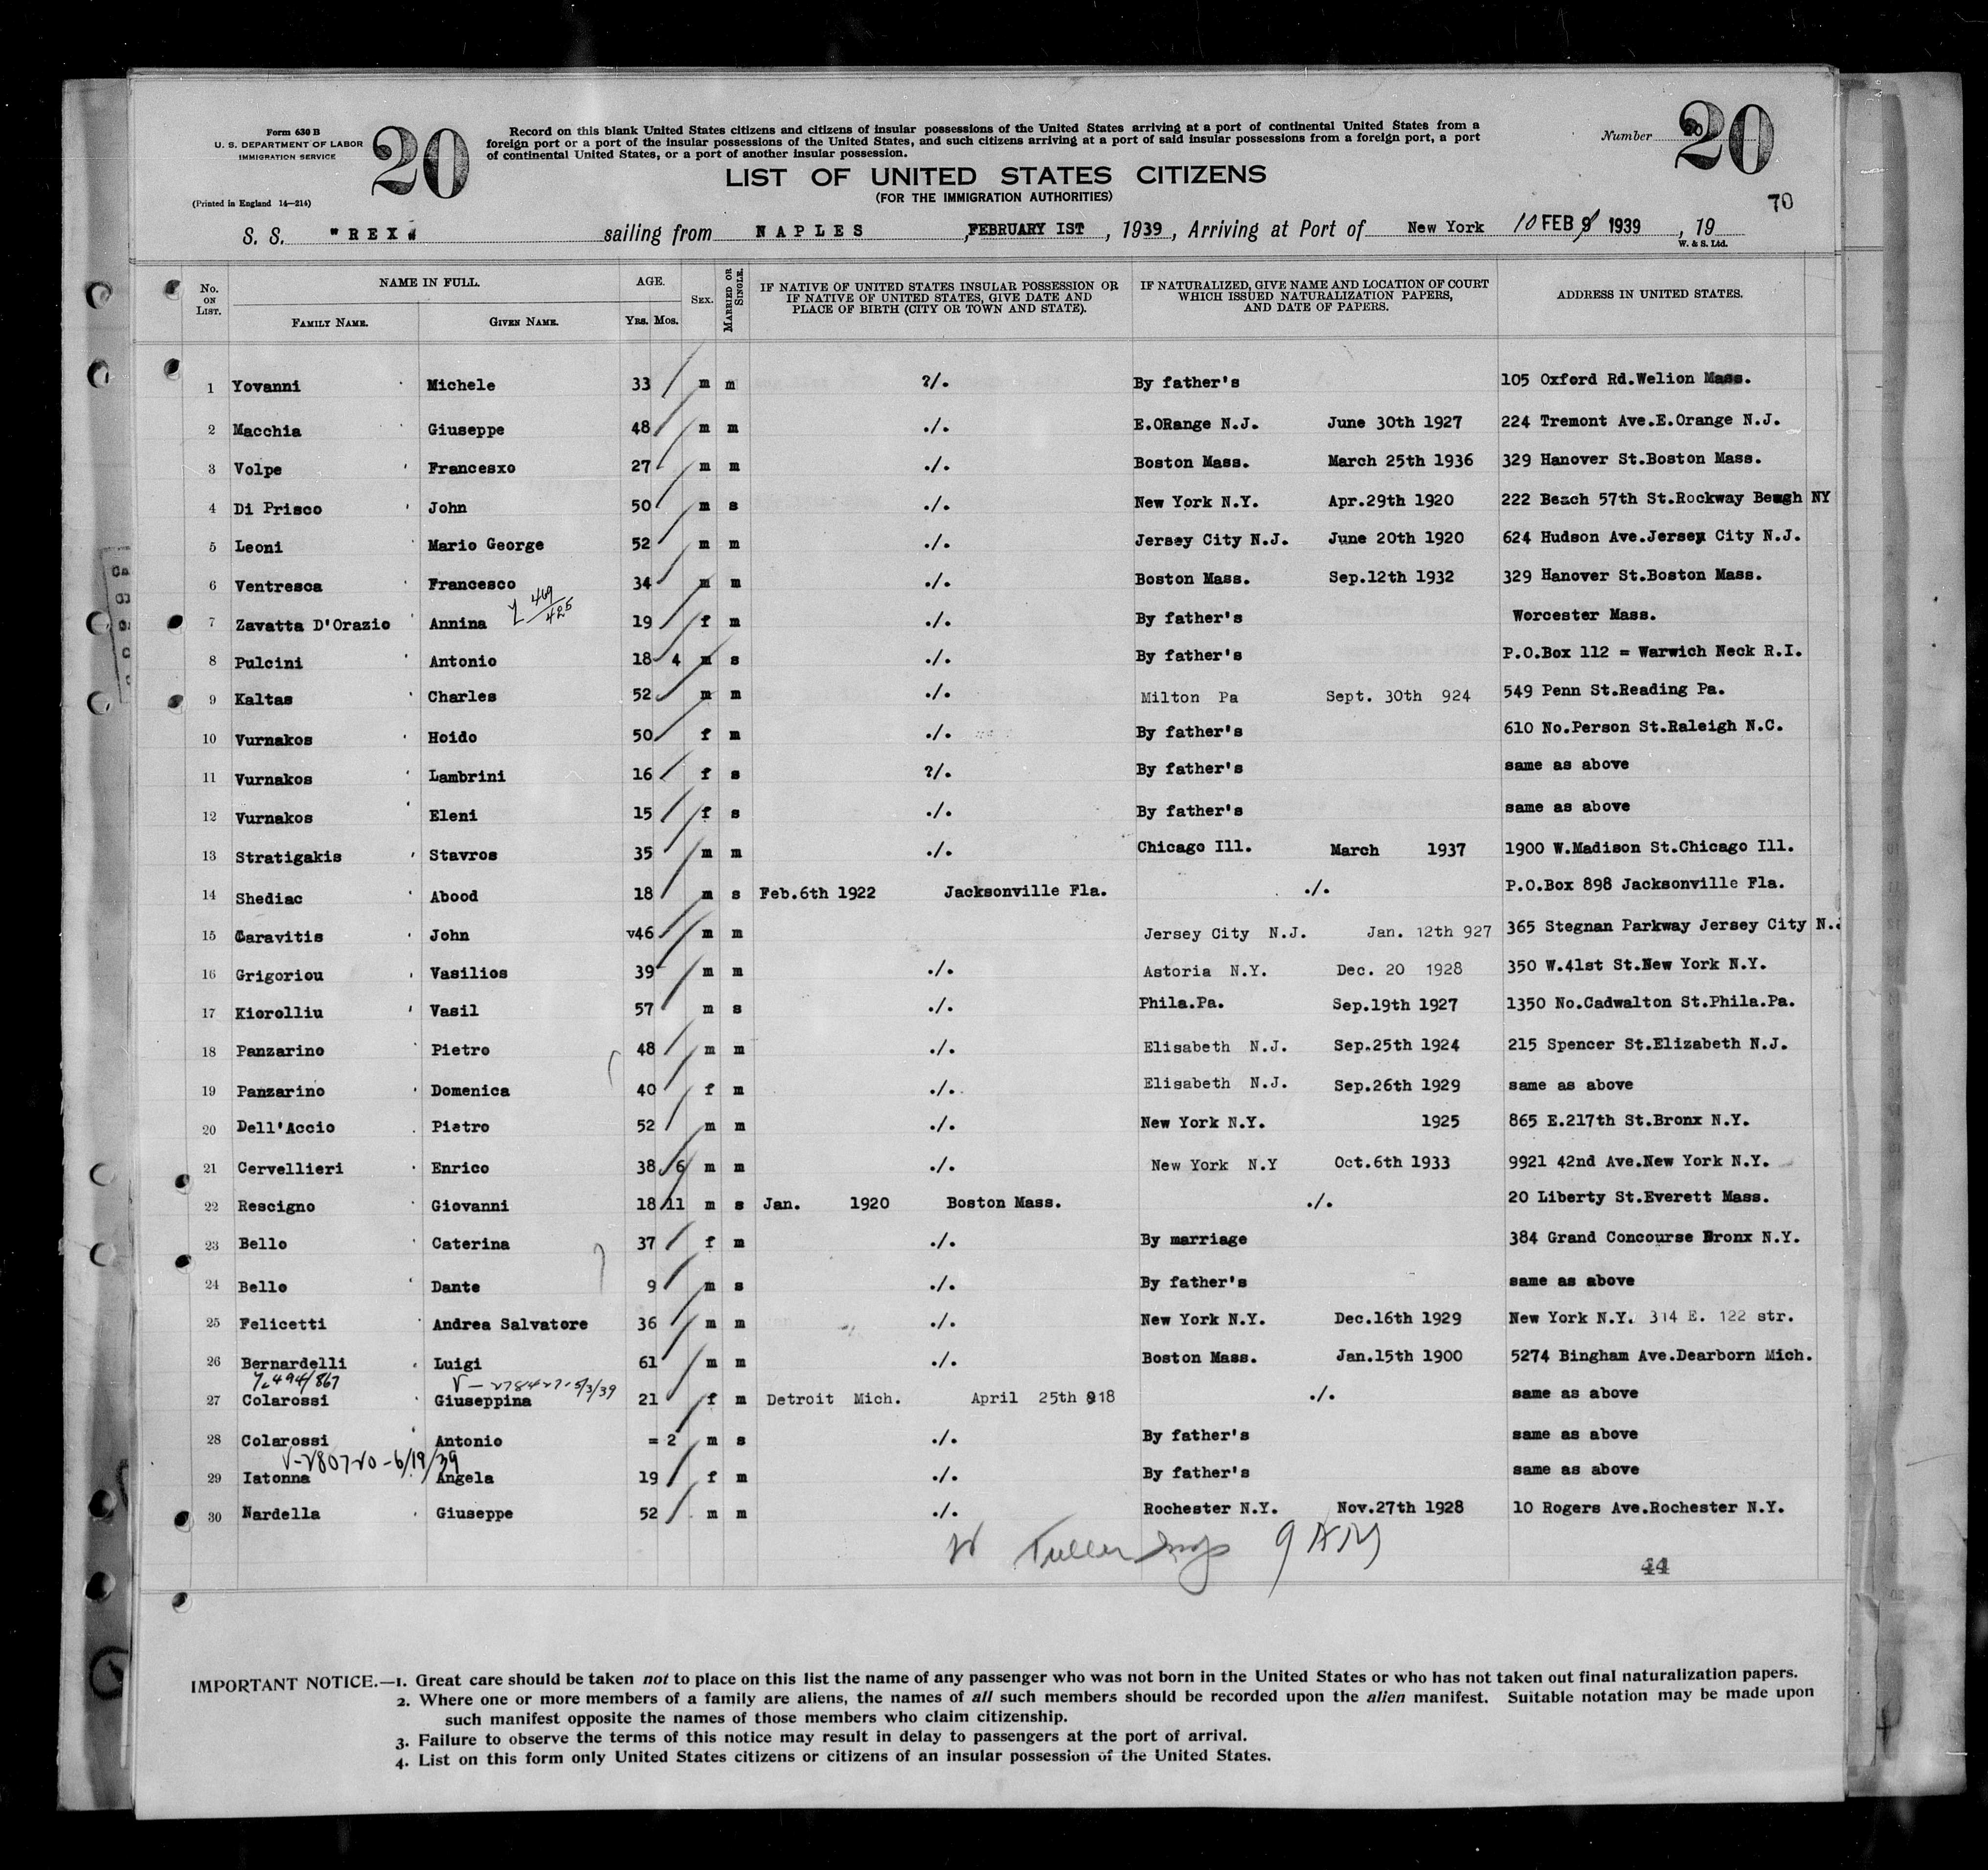 Form 630 B
U. S. DEPARTMENT OF LABOR
IMMIGRATION SERVICE
(Printed in England 14—214)
20
Record on this blank United States citizens and citizens of insular possessions of the United States arriving at a port of continental United States from a
foreign port or a port of the insular possessions of the United States, and such citizens arriving at a port of said insular possessions from a foreign port, a port
of continental United States, or a port of another insular possession.
Number 20
20
70
LIST OF UNITED STATES CITIZENS
(FOR THE IMMIGRATION AUTHORITIES)
S. S. "REX" sailing from NAPLES, FEBRUARY IST, 1939, Arriving at Port of New York 10 FEB 9 1939, 19
W. & S. Ltd.
No. ON LIST. NAME IN FULL. FAMILY NAME. GIVEN NAME. AGE. YRS. MOS. SEX. MARRIED OR SINGLE. IF NATIVE OF UNITED STATES INSULAR POSSESSION OR IF NATIVE OF UNITED STATES, GIVE DATE AND PLACE OF BIRTH (CITY OR TOWN AND STATE). IF NATURALIZED, GIVE NAME AND LOCATION OF COURT WHICH ISSUED NATURALIZATION PAPERS, AND DATE OF PAPERS. ADDRESS IN UNITED STATES.
1 Yovanni Michele 33 m m ?/. By father's 105 Oxford Rd.Welion Mass.
2 Macchia Giuseppe 48 m m ./. E.ORange N.J. June 30th 1927 224 Tremont Ave.E.Orange N.J.
3 Volpe Francesxo 27 m m ./. Boston Mass. March 25th 1936 329 Hanover St.Boston Mass.
4 Di Prisco John 50 m s ./. New York N.Y. Apr.29th 1920 222 Beach 57th St.Rockway Beagh NY
5 Leoni Mario George 52 m m ./. Jersey City N.J. June 20th 1920 624 Hudson Ave.Jersey City N.J.
6 Ventresca Francesco 34 m m ./. Boston Mass. Sep.12th 1932 329 Hanover St.Boston Mass.
469/425
7 Zavatta D'Orazio Annina 19 f m ./. By father's Worcester Mass.
8 Pulcini Antonio 18 4 m s ./. By father's P.O.Box 112 = Warwich Neck R.I.
9 Kaltas Charles 52 m m ./. Milton Pa Sept. 30th 924 549 Penn St.Reading Pa.
10 Vurnakos Hoido 50 f m ./. By father's 610 No.Person St.Raleigh N.C.
11 Vurnakos Lambrini 16 f s ?/. By father's same as above
12 Vurnakos Eleni 15 f s ./. By father's same as above
13 Stratigakis Stavros 35 m m ./. Chicago Ill. March 1937 1900 W.Madison St.Chicago Ill.
14 Shediac Abood 18 m s Feb.6th 1922 Jacksonville Fla. ./. P.O.Box 898 Jacksonville Fla.
15 Caravitis John v46 m m Jersey City N.J. Jan. 12th 927 365 Stegnan Parkway Jersey City N.J
16 Grigoriou Vasilios 39 m m ./. Astoria N.Y. Dec. 20 1928 350 W.41st St.New York N.Y.
17 Kiorolliu Vasil 57 m s ./. Phila.Pa. Sep.19th 1927 1350 No.Cadwalton St.Phila.Pa.
18 Panzarino Pietro 48 m m ./. Elisabeth N.J. Sep.25th 1924 215 Spencer St.Elizabeth N.J.
19 Panzarino Domenica 40 f m ./. Elisabeth N.J. Sep.26th 1929 same as above
20 Dell'Accio Pietro 52 m m ./. New York N.Y. 1925 865 E.217th St.Bronx N.Y.
21 Cervellieri Enrico 38 6 m m ./. New York N.Y Oct.6th 1933 9921 42nd Ave.New York N.Y.
22 Rescigno Giovanni 18 11 m s Jan. 1920 Boston Mass. ./. 20 Liberty St.Everett Mass.
23 Bello Caterina 37 f m ./. By marriage 384 Grand Concourse Bronx N.Y.
24 Bello Dante 9 m s ./. By father's same as above
25 Felicetti Andrea Salvatore 36 m m ./. New York N.Y. Dec.16th 1929 New York N.Y. 314 E. 122 str.
26 Bernardelli Luigi 61 m m ./. Boston Mass. Jan.15th 1900 5274 Bingham Ave.Dearborn Mich.
27 Colarossi Giuseppina 21 f m Detroit Mich. April 25th 918 ./. same as above
28 Colarossi Antonio = 2 m s ./. By father's same as above
V-28070-6/19/39
29 Iatonna Angela 19 f m ./. By father's same as above
30 Nardella Giuseppe 52 m m ./. Rochester N.Y. Nov.27th 1928 10 Rogers Ave.Rochester N.Y.
44
IMPORTANT NOTICE.—1. Great care should be taken not to place on this list the name of any passenger who was not born in the United States or who has not taken out final naturalization papers.
2. Where one or more members of a family are aliens, the names of all such members should be recorded upon the alien manifest. Suitable notation may be made upon
such manifest opposite the names of those members who claim citizenship.
3. Failure to observe the terms of this notice may result in delay to passengers at the port of arrival.
4. List on this form only United States citizens or citizens of an insular possession of the United States.